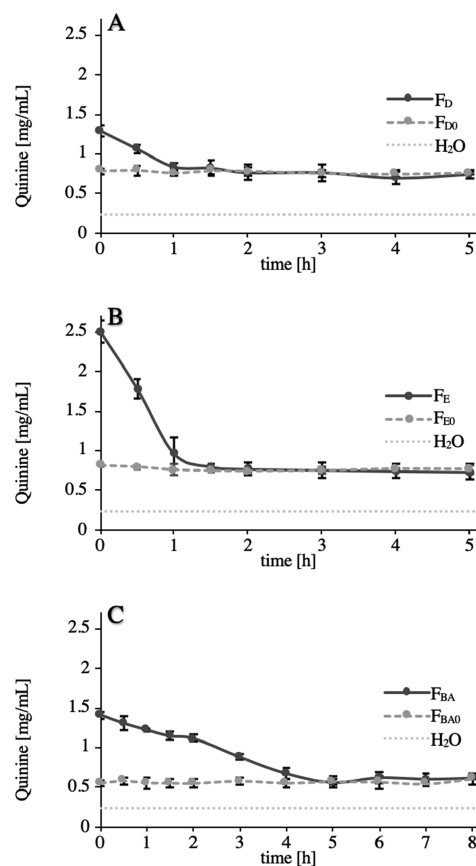 A
Quinine [mg/mL]
2.5
2
1.5
1
0.5
0
F_D
F_D0
H₂O
0 1 2 3 4 5
time [h]
B
Quinine [mg/mL]
2.5
2
1.5
1
0.5
0
F_E
F_E0
H₂O
0 1 2 3 4 5
time [h]
C
Quinine [mg/mL]
2.5
2
1.5
1
0.5
0
F_BA
F_BA0
H₂O
0 1 2 3 4 5 6 7 8
time [h]